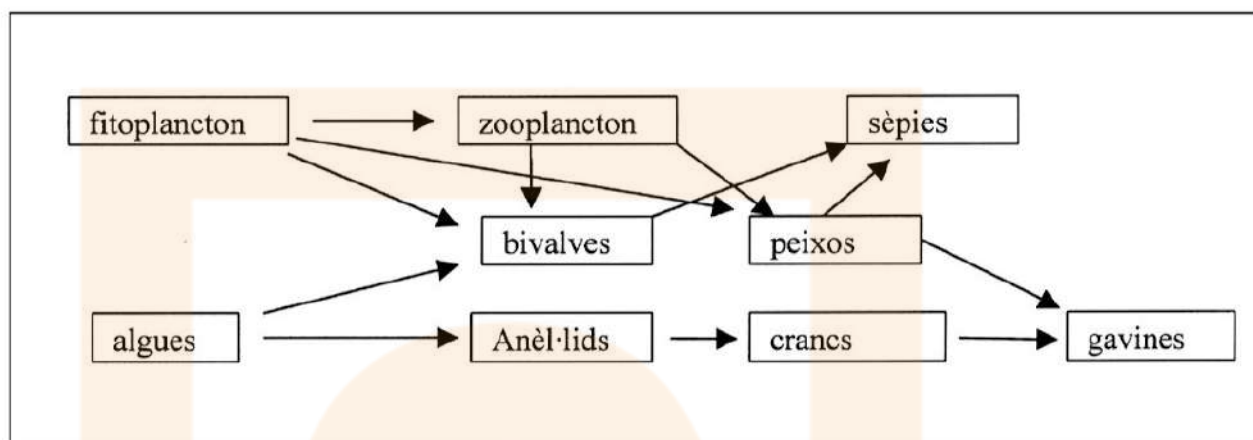 fitoplancton
zooplancton
sèpies
bivalves
peixos
algues
Anèl·lids
crancs
gavines